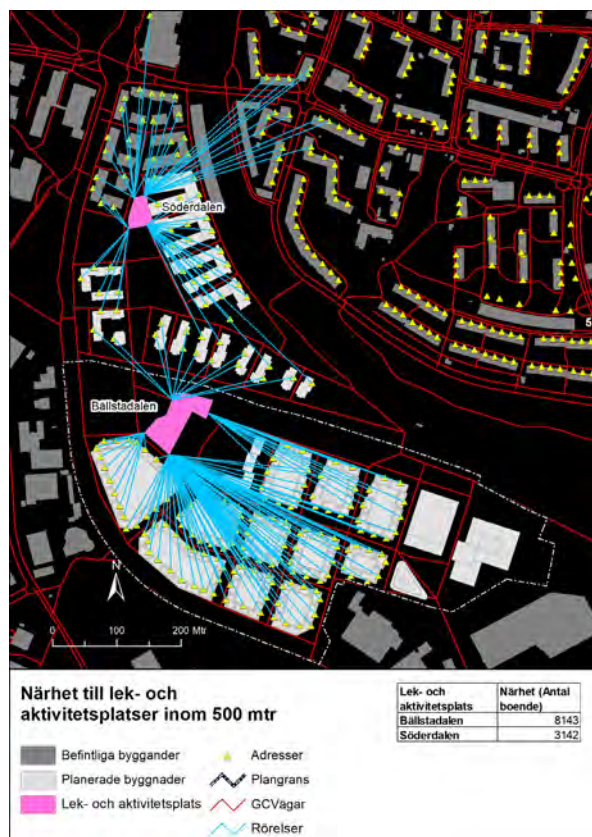 Söderdalen
5
Bällstadalen
N
0 100 200 Mtr
Närhet till lek- och
aktivitetsplatser inom 500 mtr
Befintliga byggander
Planerade byggnader
Lek- och aktivitetsplats
Adresser
Plangrans
GCVägar
Rörelser
Lek- och aktivitetsplats Närhet (Antal boende)
Bällstadalen 8143
Söderdalen 3142